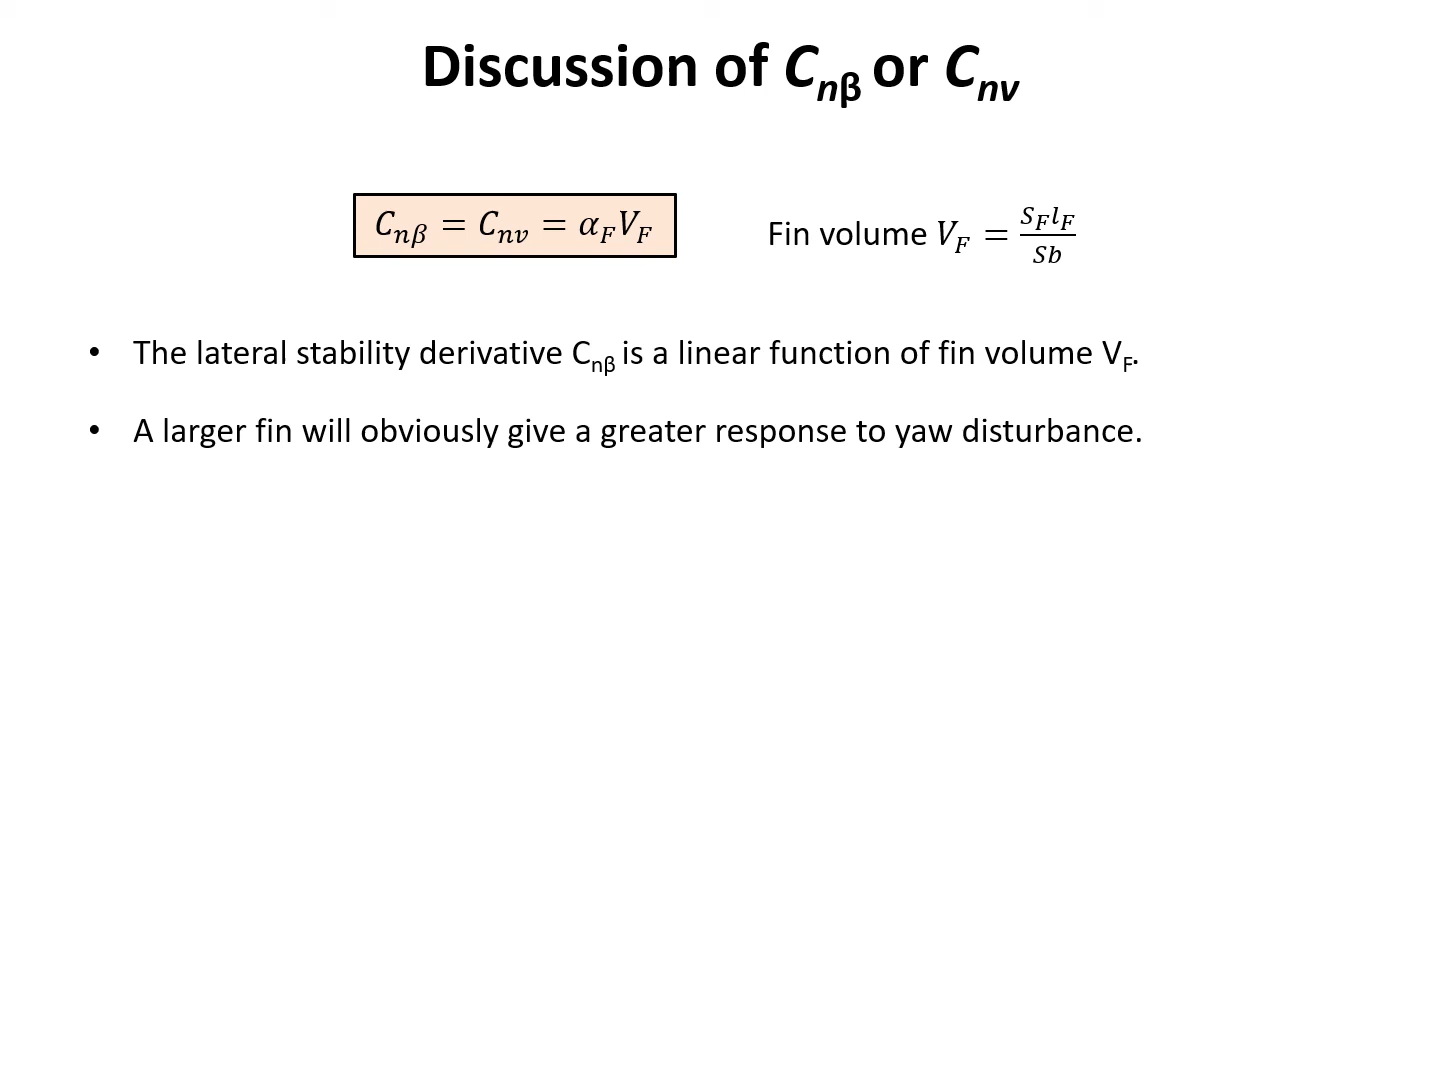 Discussion of Cnβ or Cnv
Cnβ = Cnv = αFVF
Fin volume VF = SFlF/Sb
• The lateral stability derivative Cnβ is a linear function of fin volume VF.
• A larger fin will obviously give a greater response to yaw disturbance.